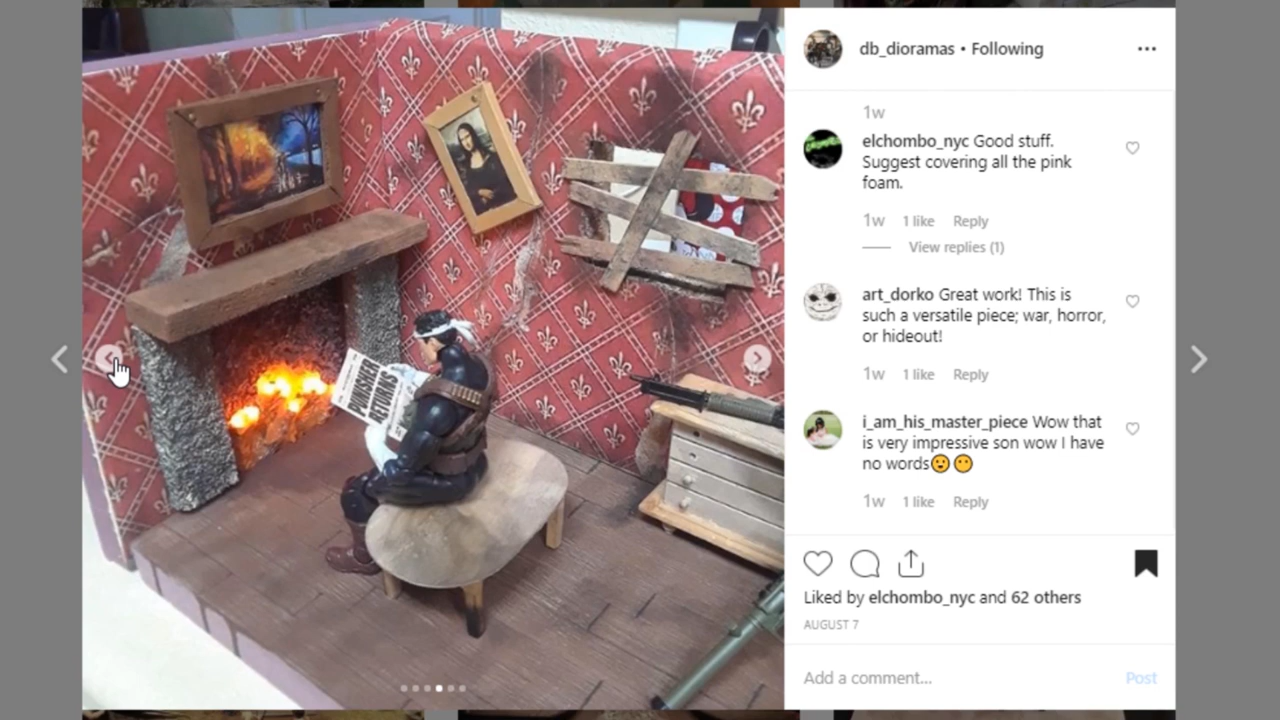 db_dioramas • Following
1w
elchombo_nyc Good stuff.
Suggest covering all the pink
foam.
1w 1 like Reply
View replies (1)
art_dorko Great work! This is
such a versatile piece; war, horror,
or hideout!
1w 1 like Reply
i_am_his_master_piece Wow that
is very impressive son wow I have
no words😮😶
1w 1 like Reply
Liked by elchombo_nyc and 62 others
AUGUST 7
Add a comment... Post
PUNISHER
RETURNS